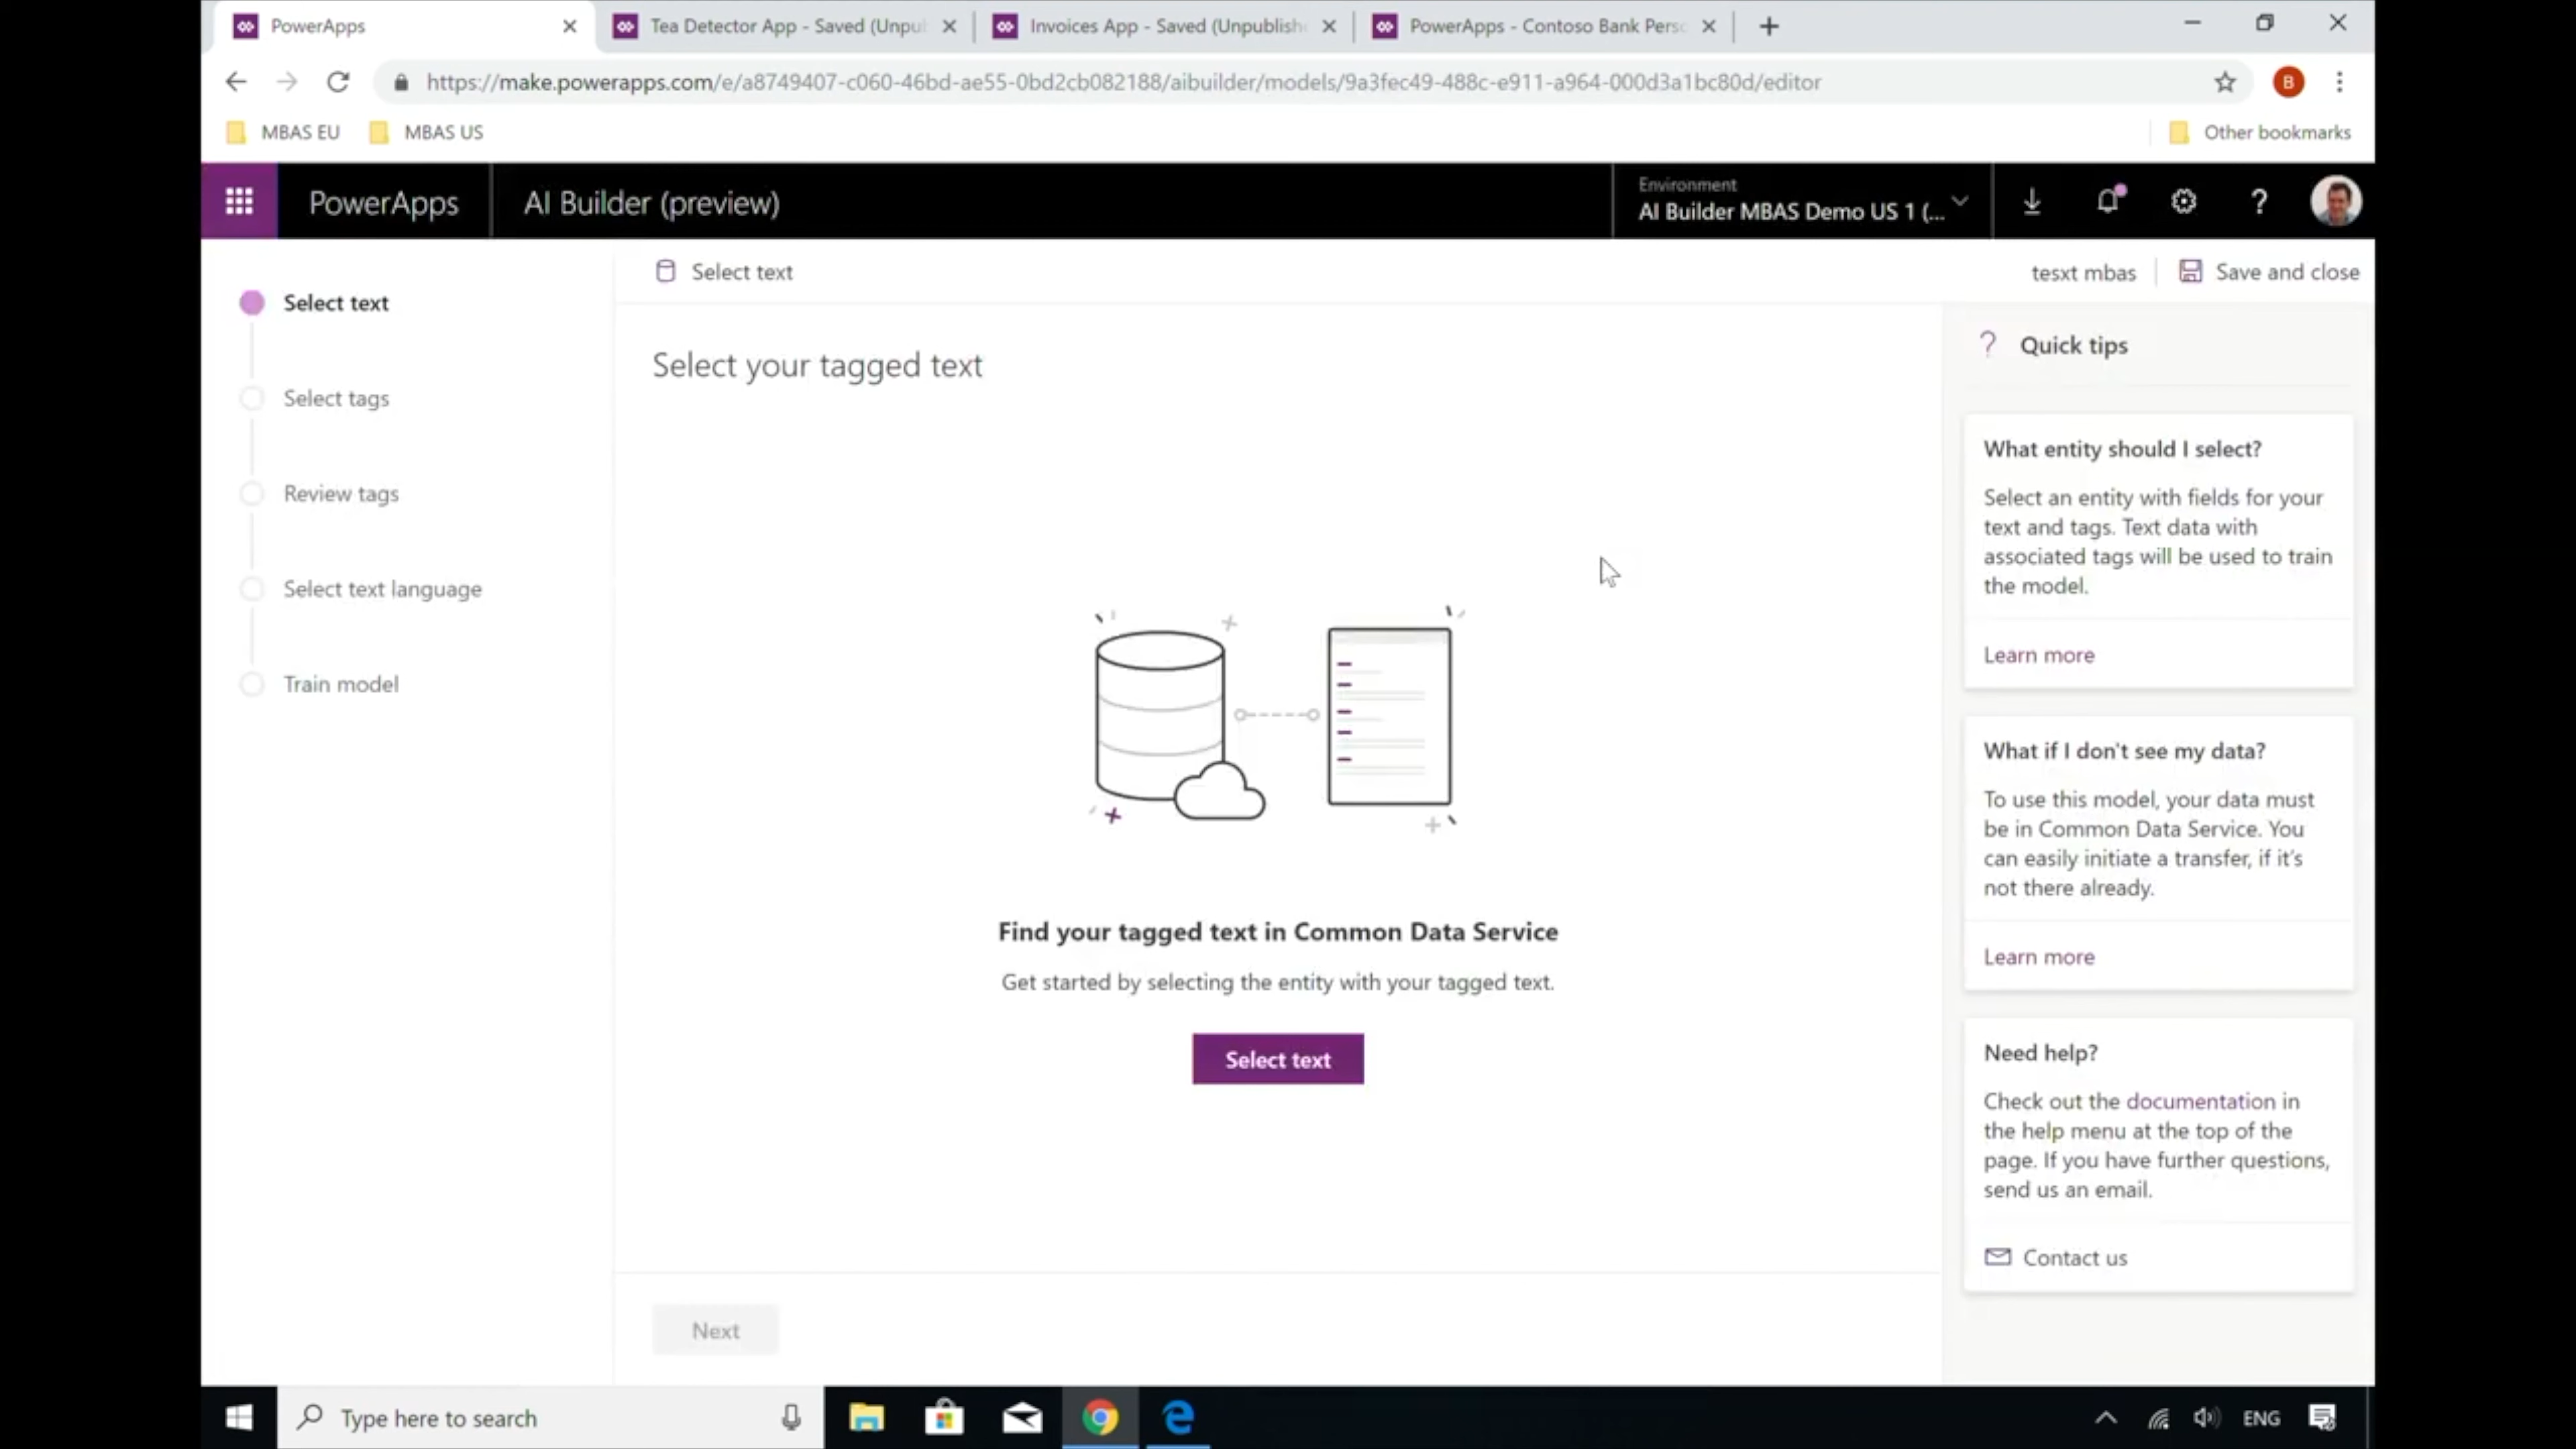 PowerApps
Tea Detector App - Saved (Unpu
Invoices App - Saved (Unpublish
PowerApps - Contoso Bank Pers
https://make.powerapps.com/e/a8749407-c060-46bd-ae55-0bd2cb082188/aibuilder/models/9a3fec49-488c-e911-a964-000d3a1bc80d/editor
B
MBAS EU
MBAS US
Other bookmarks
PowerApps
AI Builder (preview)
Environment
AI Builder MBAS Demo US 1 (...
?
Select text
Select tags
Review tags
Select text language
Train model
Select text
tesxt mbas
Save and close
Select your tagged text
Find your tagged text in Common Data Service
Get started by selecting the entity with your tagged text.
Select text
Next
? Quick tips
What entity should I select?
Select an entity with fields for your
text and tags. Text data with
associated tags will be used to train
the model.
Learn more
What if I don't see my data?
To use this model, your data must
be in Common Data Service. You
can easily initiate a transfer, if it's
not there already.
Learn more
Need help?
Check out the documentation in
the help menu at the top of the
page. If you have further questions,
send us an email.
Contact us
Type here to search
ENG